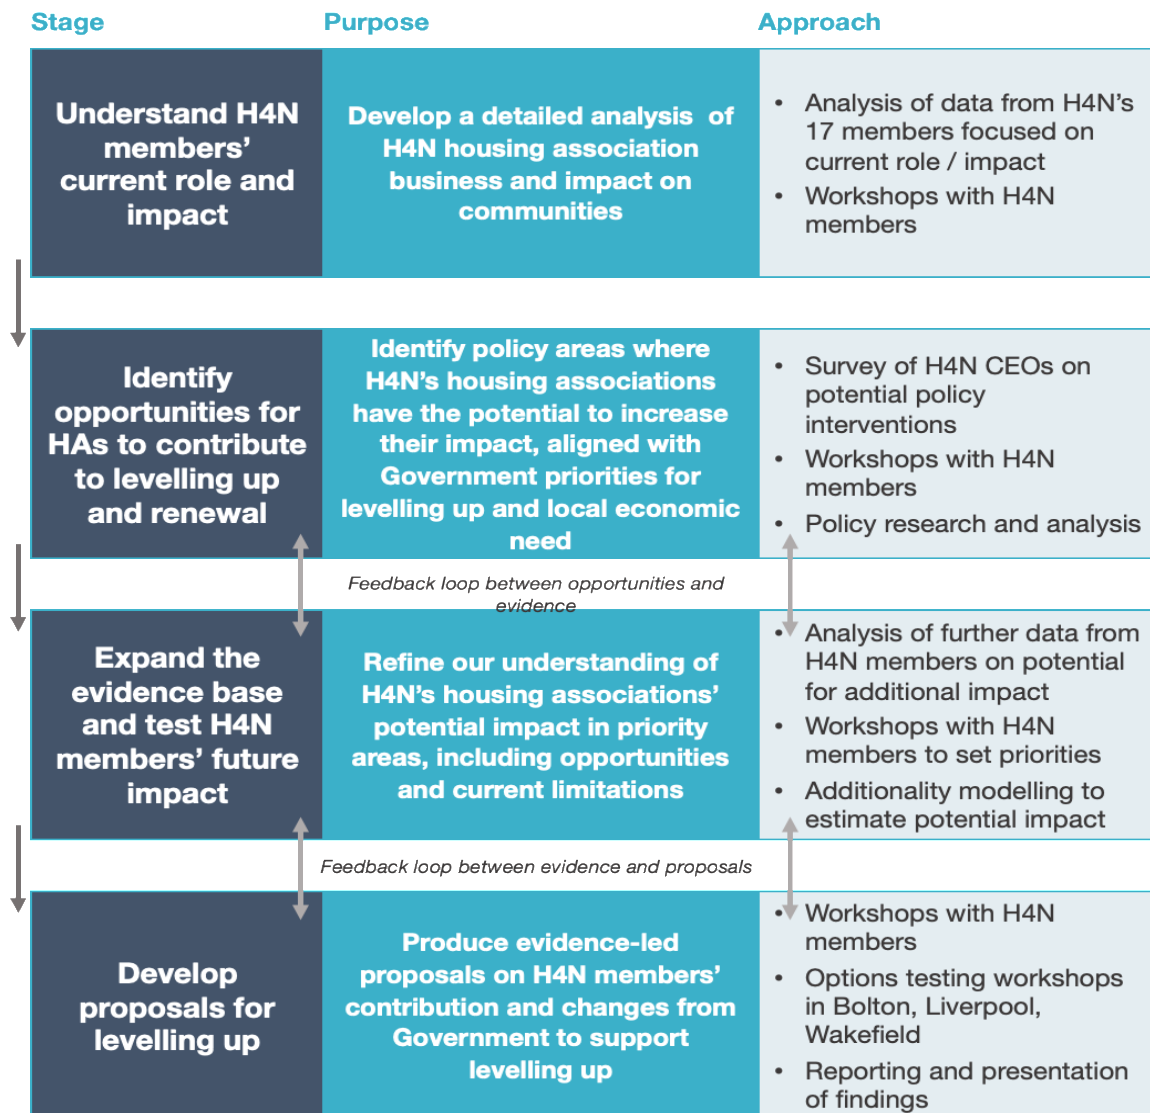 Stage
Purpose
Approach
Understand H4N
members’
current role and
impact
Develop a detailed analysis  of
H4N housing association
business and impact on
communities
• Analysis of data from H4N’s
17 members focused on
current role / impact
• Workshops with H4N
members
Identify
opportunities for
HAs to contribute
to levelling up
and renewal
Identify policy areas where
H4N’s housing associations
have the potential to increase
their impact, aligned with
Government priorities for
levelling up and local economic
need
• Survey of H4N CEOs on
potential policy
interventions
• Workshops with H4N
members
• Policy research and analysis
Feedback loop between opportunities and
evidence
Expand the
evidence base
and test H4N
members’ future
impact
Refine our understanding of
H4N’s housing associations’
potential impact in priority
areas, including opportunities
and current limitations
• Analysis of further data from
H4N members on potential
for additional impact
• Workshops with H4N
members to set priorities
• Additionality modelling to
estimate potential impact
Feedback loop between evidence and proposals
Develop
proposals for
levelling up
Produce evidence-led
proposals on H4N members’
contribution and changes from
Government to support
levelling up
• Workshops with H4N
members
• Options testing workshops
in Bolton, Liverpool,
Wakefield
• Reporting and presentation
of findings